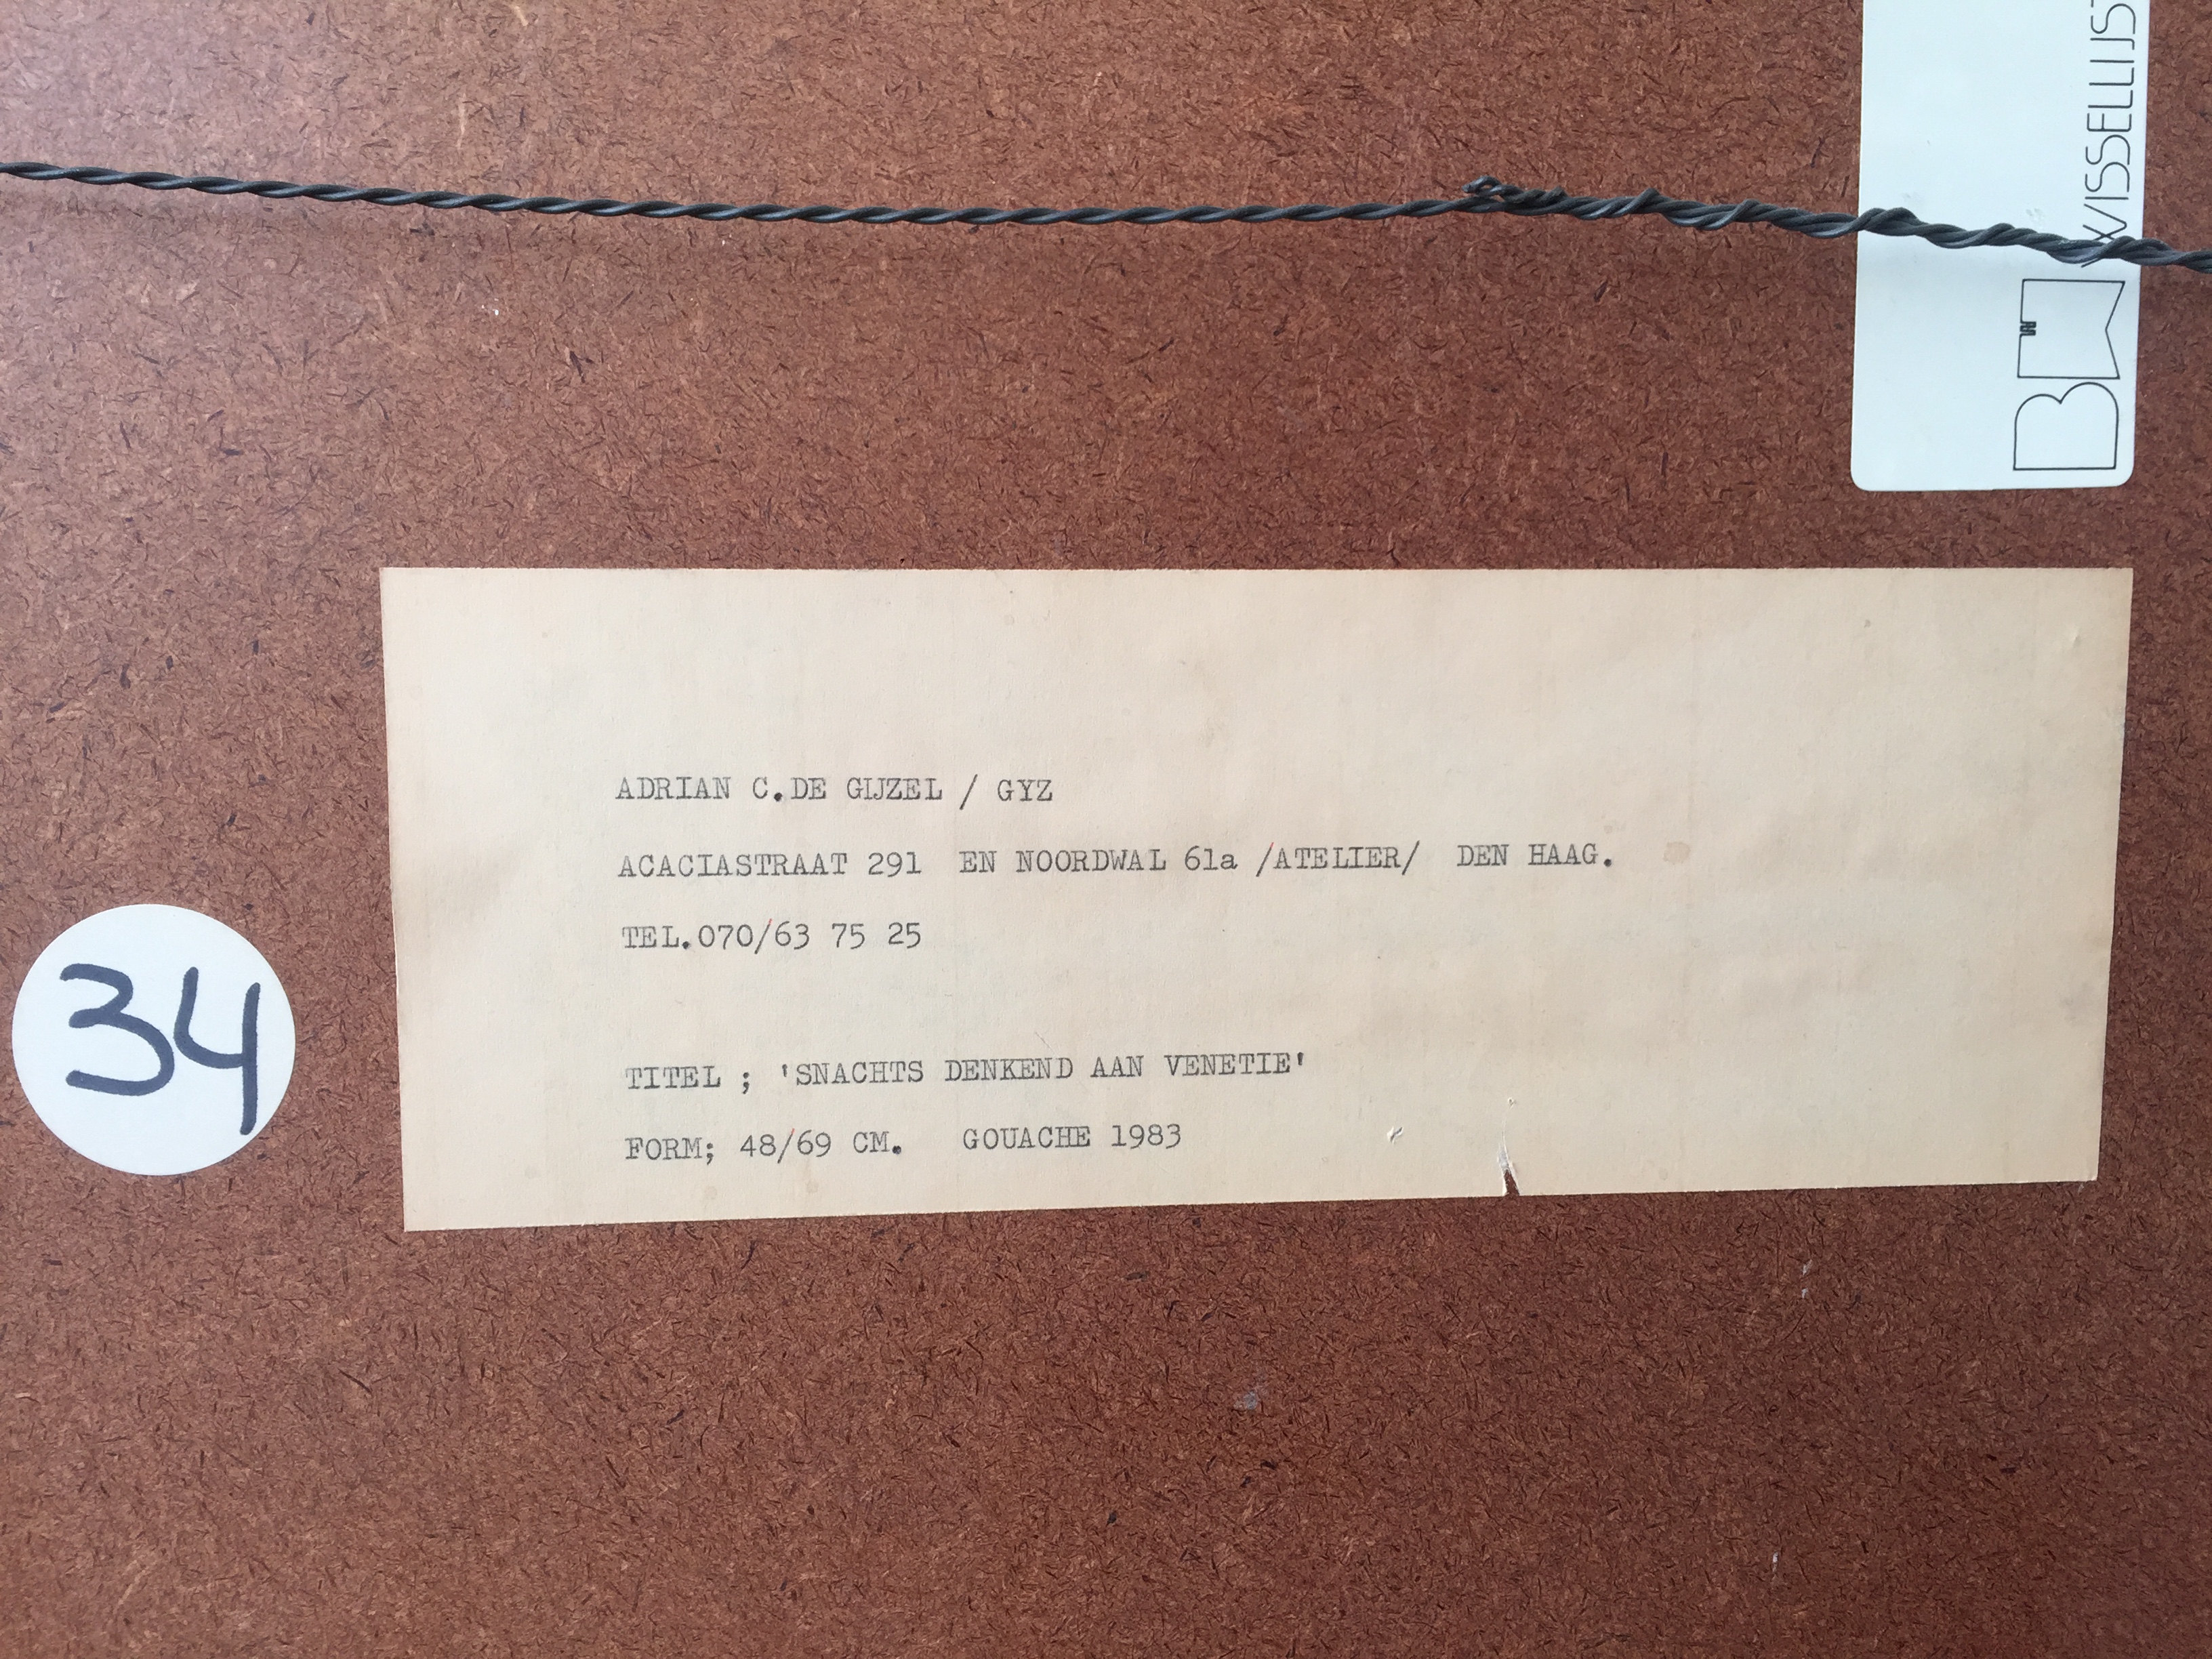 WISSELLIJST
BW
ADRIAN C.DE GIJZEL / GYZ
ACACIASTRAAT 291 EN NOORDWAL 61a /ATELIER/ DEN HAAG.
TEL.070/63 75 25
34
TITEL ; 'SNACHTS DENKEND AAN VENETIE'
FORM; 48/69 CM. GOUACHE 1983